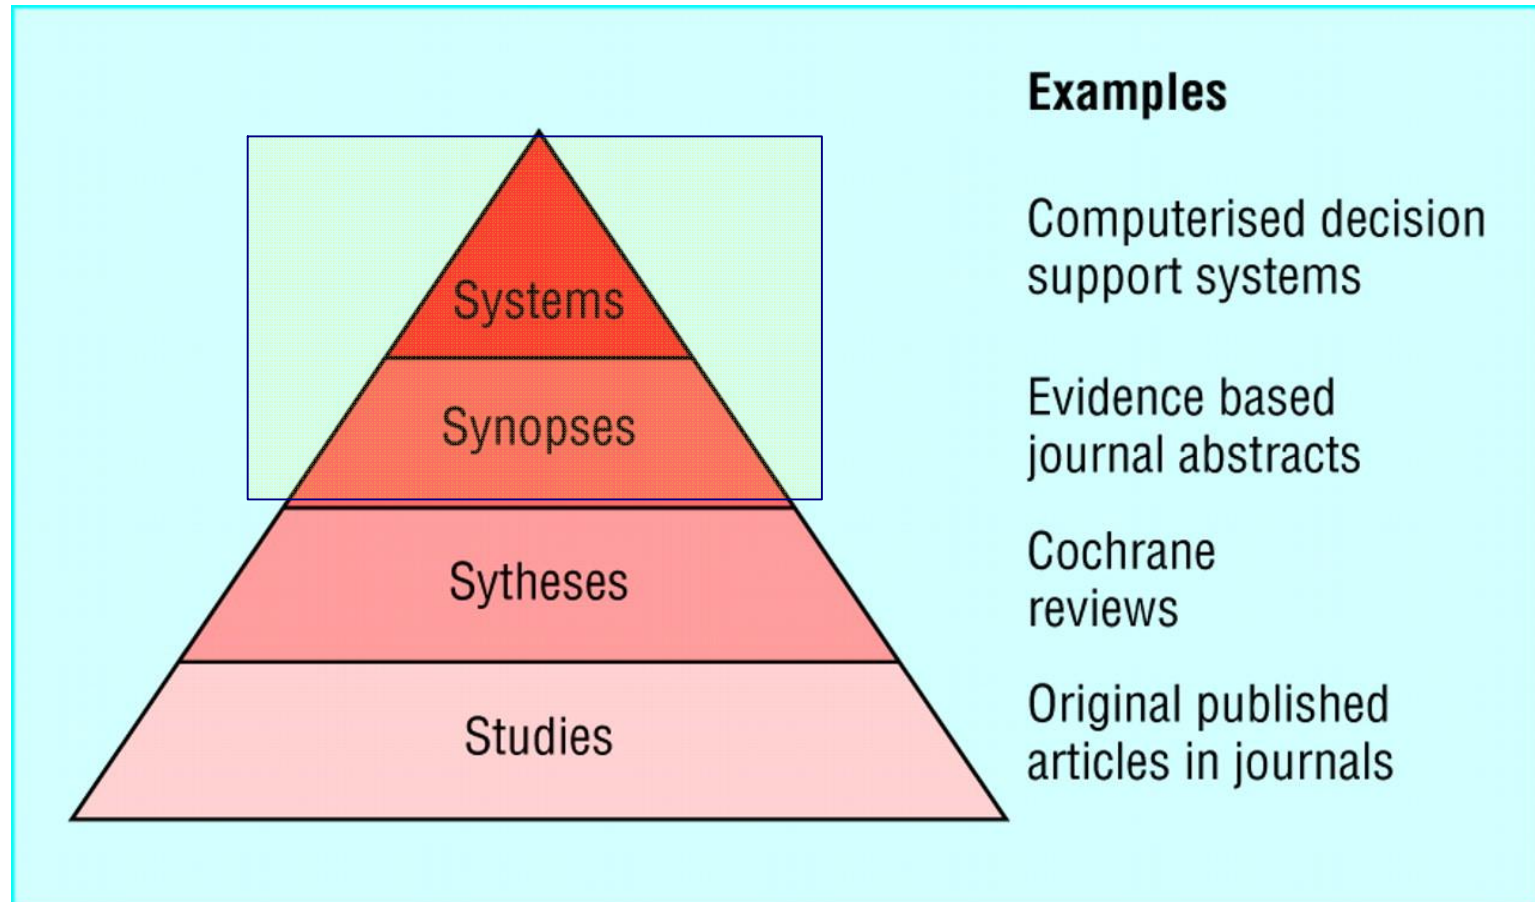 Examples
Systems
Computerised decision
support systems
Synopses
Evidence based
journal abstracts
Sytheses
Cochrane
reviews
Studies
Original published
articles in journals